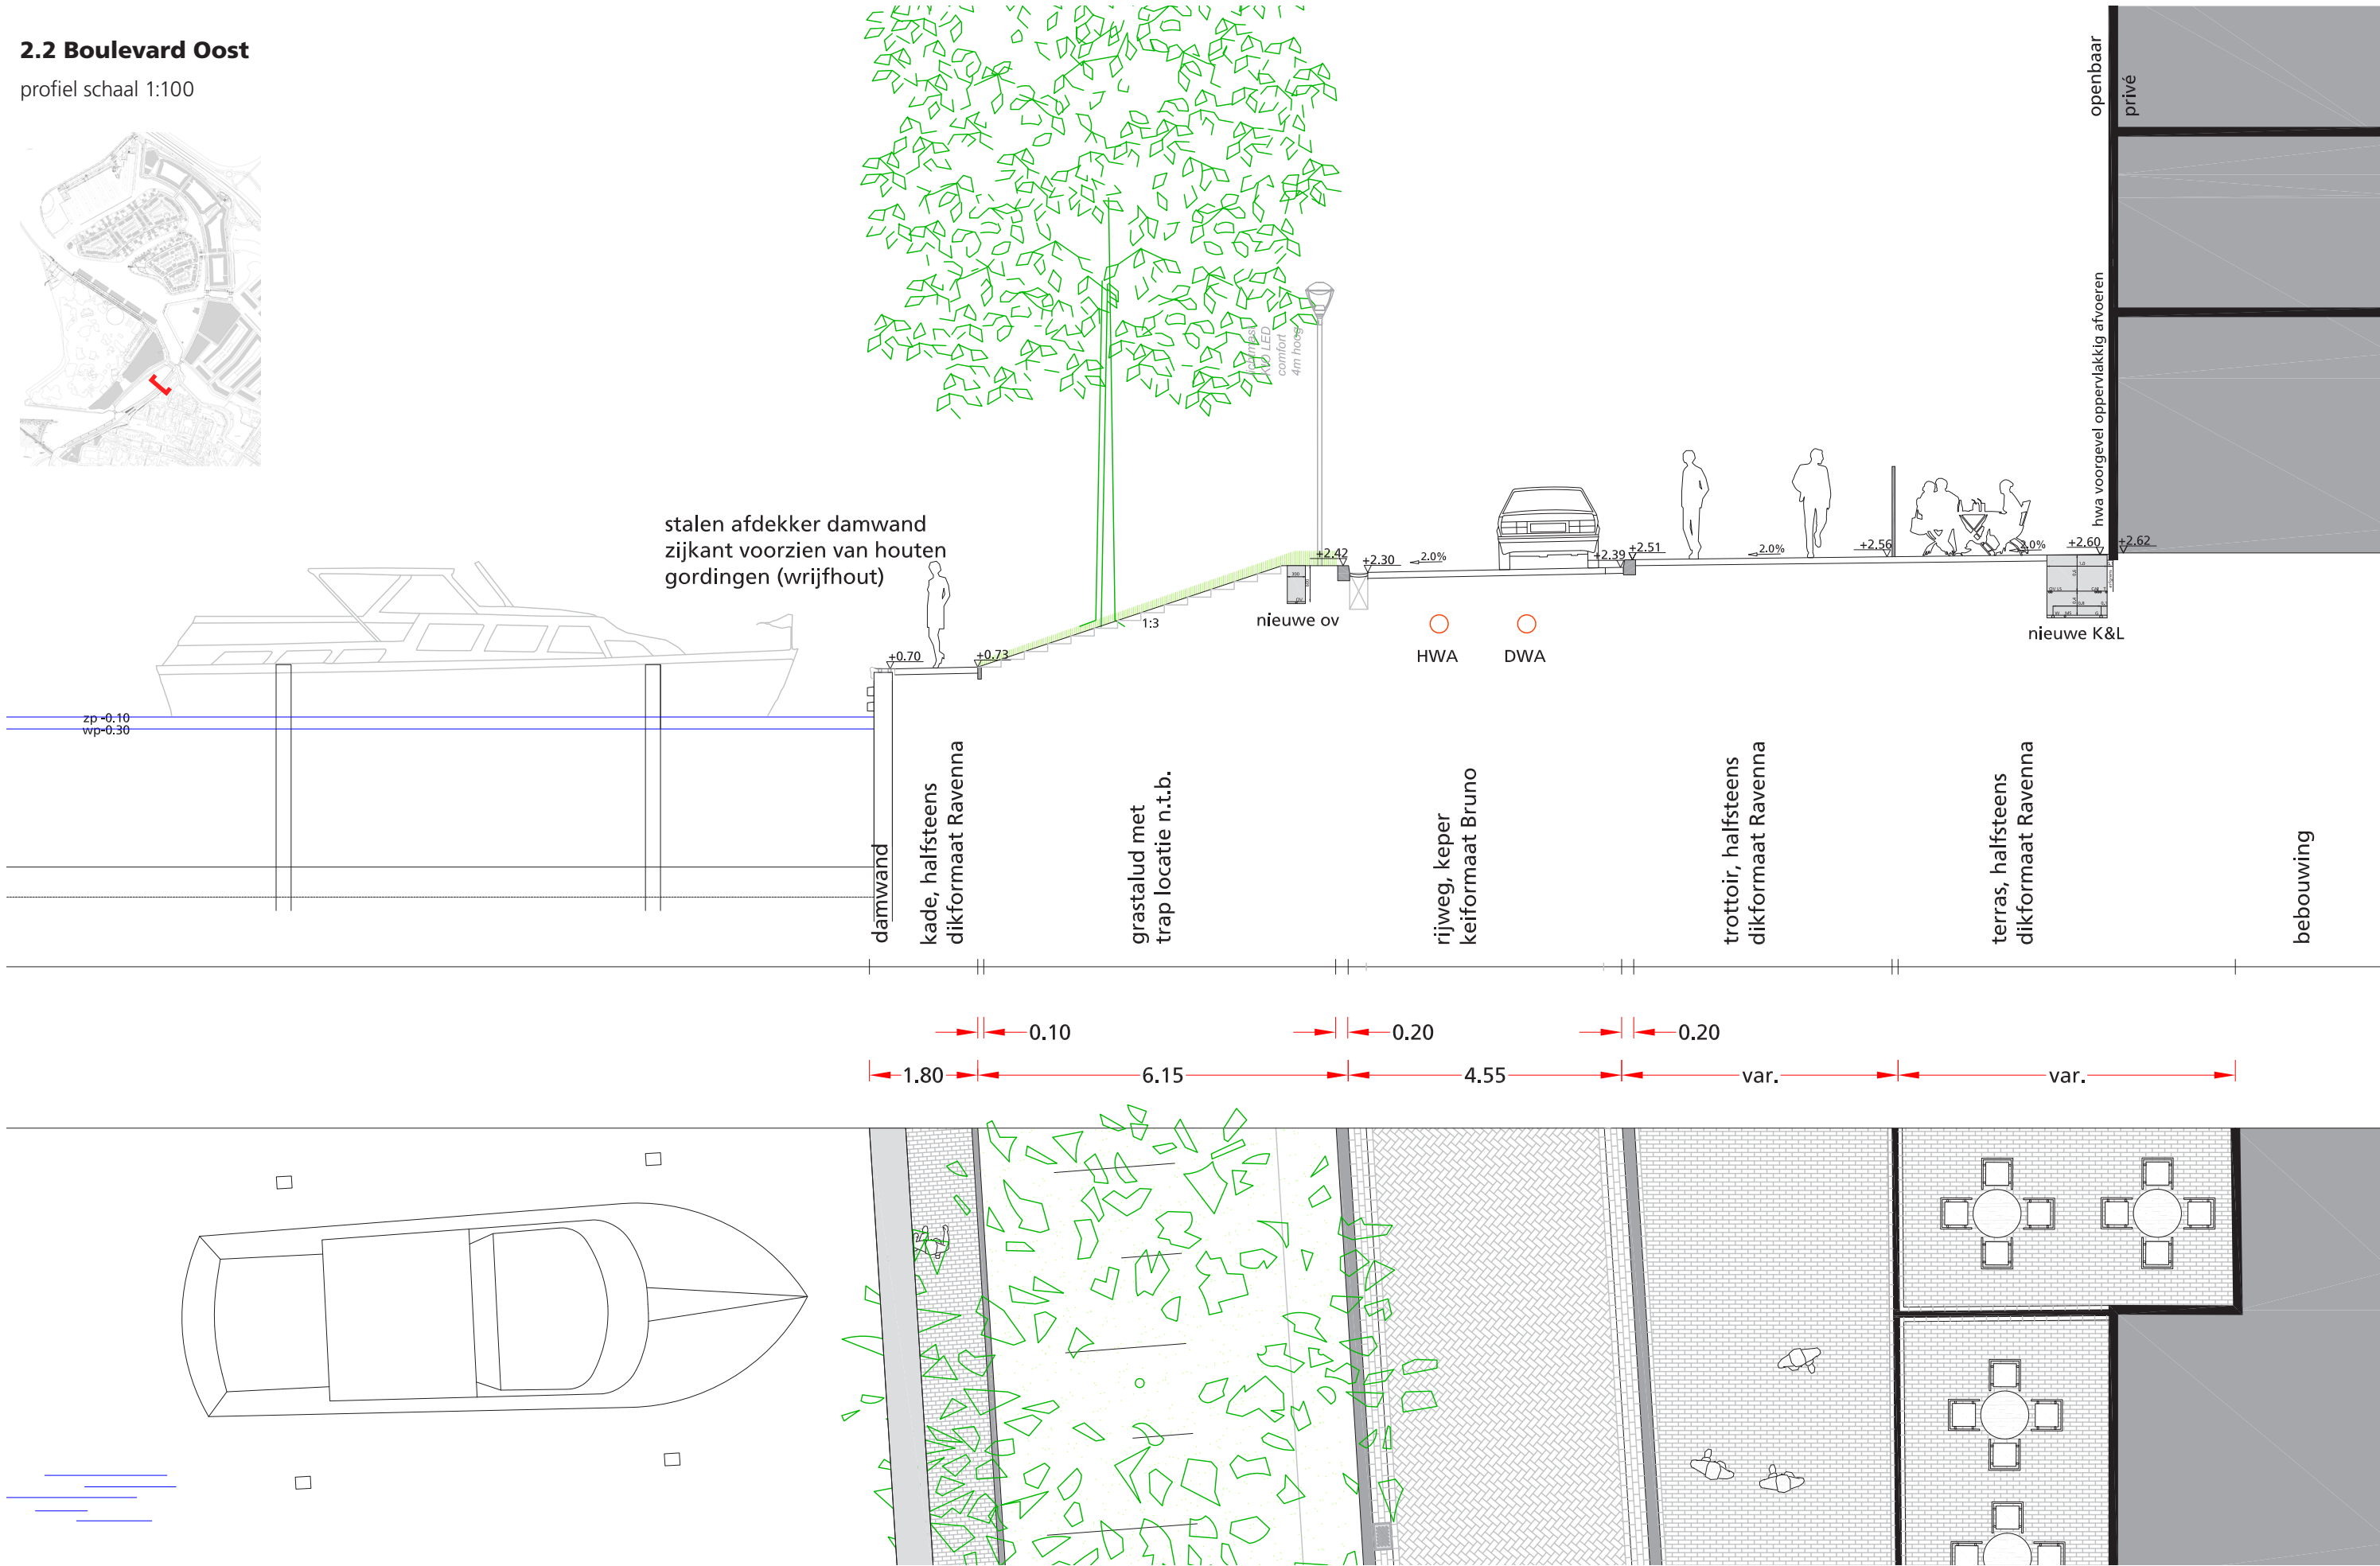 2.2 Boulevard Oost
profiel schaal 1:100
openbaar
privé
hwa voorgevel oppervlakkig afvoeren
KVD LED
comfort
4m hoog
stalen afdekker damwand
zijkant voorzien van houten
gordingen (wrijfhout)
+2.42
+2.30
2.0%
+2.39
+2.51
2.0%
+2.56
2.0%
+2.60
+2.62
1:3
nieuwe ov
HWA
DWA
nieuwe K&L
+0.70
+0.73
zp -0.10
wp-0.30
damwand
kade, halfsteens
dikformaat Ravenna
grastalud met
trap locatie n.t.b.
rijweg, keper
keiformaat Bruno
trottoir, halfsteens
dikformaat Ravenna
terras, halfsteens
dikformaat Ravenna
bebouwing
0.10
0.20
0.20
1.80
6.15
4.55
var.
var.